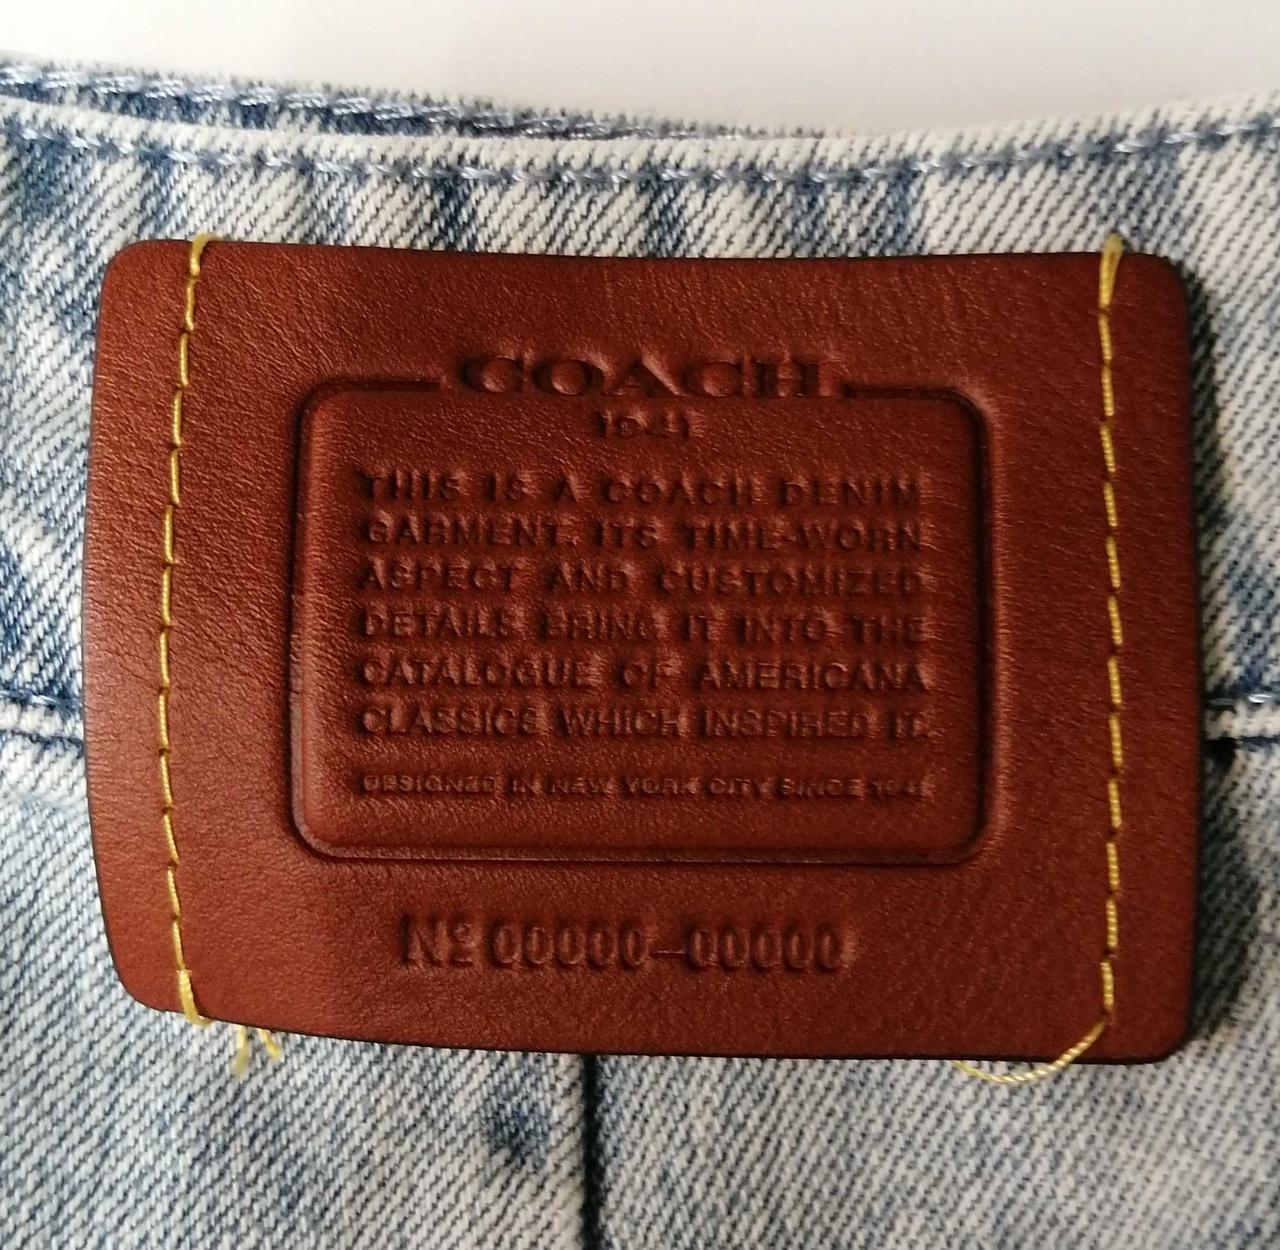 COACH
1941
THIS IS A COACH DENIM
GARMENT. ITS TIME-WORN
ASPECT AND CUSTOMIZED
DETAILS BRING IT INTO THE
CATALOGUE OF AMERICANA
CLASSICS WHICH INSPIRED IT.
DESIGNED IN NEW YORK CITY SINCE 1941
Nº 00000-00000